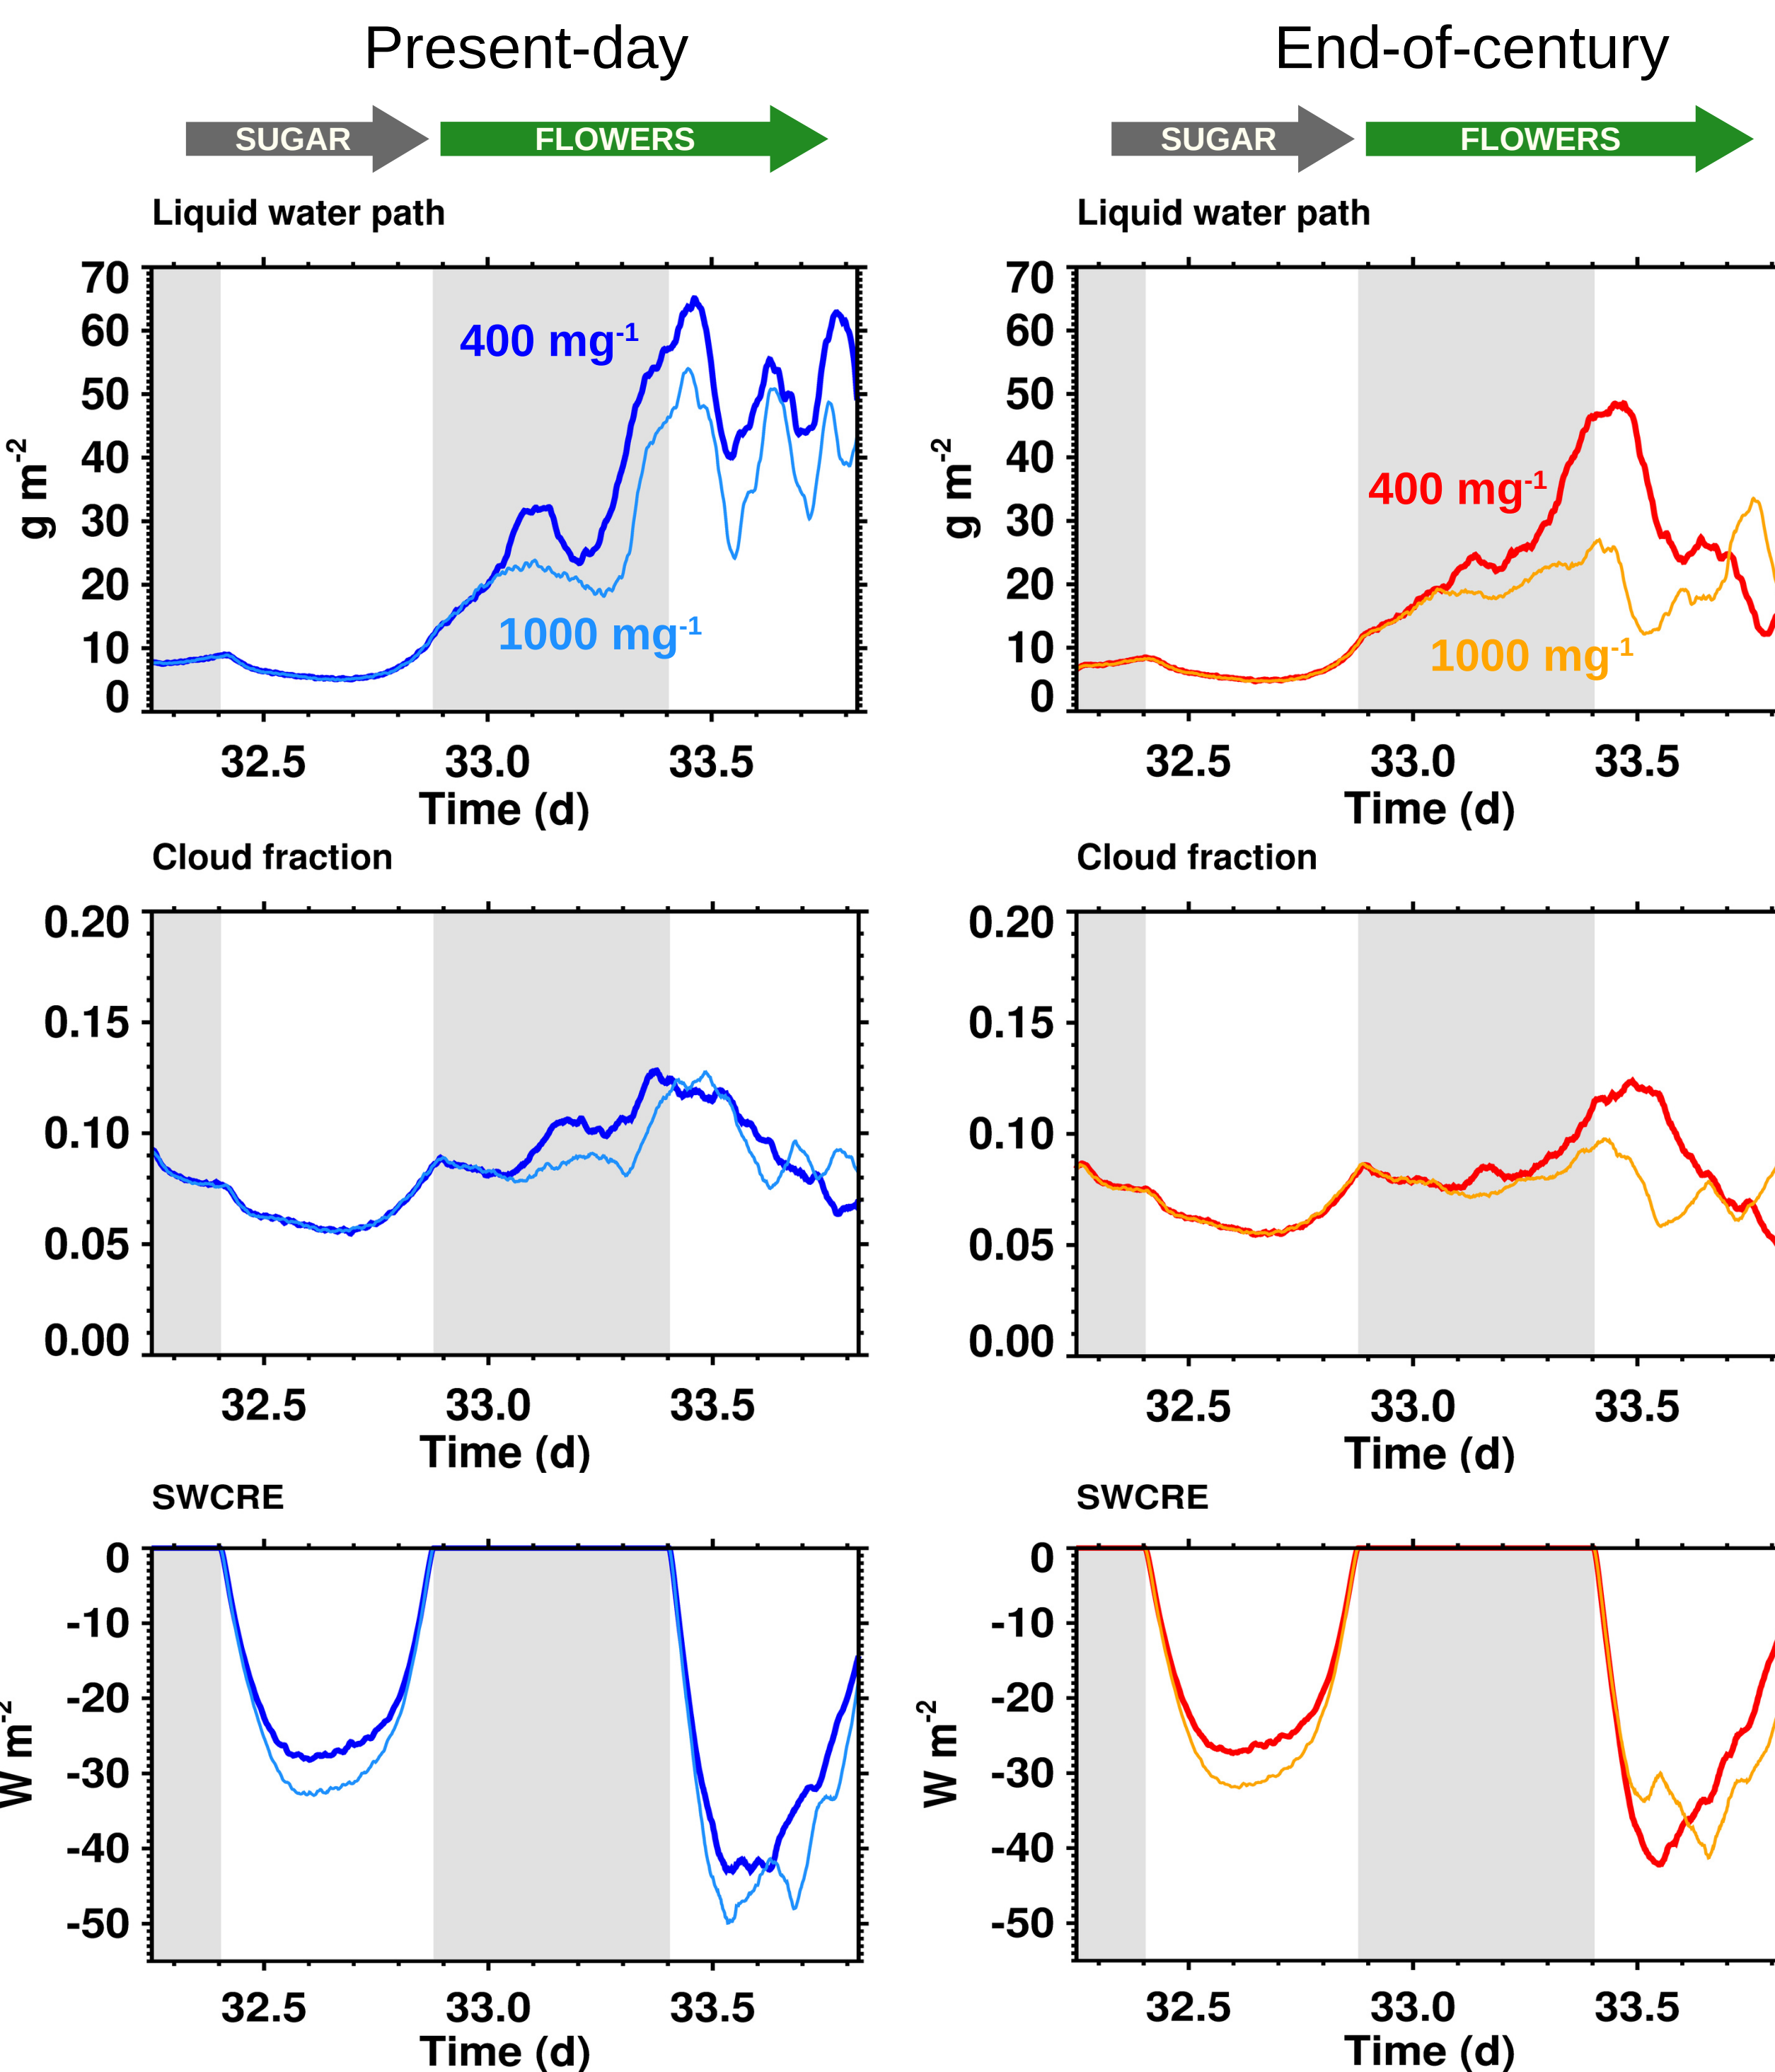 Present-day
End-of-century
SUGAR
FLOWERS
SUGAR
FLOWERS
Liquid water path
70
60
50
40
30
20
10
0
g m-2
400 mg-1
1000 mg-1
32.5 33.0 33.5
Time (d)
Liquid water path
70
60
50
40
30
20
10
0
g m-2
400 mg-1
1000 mg-1
32.5 33.0 33.5
Time (d)
Cloud fraction
0.20
0.15
0.10
0.05
0.00
32.5 33.0 33.5
Time (d)
Cloud fraction
0.20
0.15
0.10
0.05
0.00
32.5 33.0 33.5
Time (d)
SWCRE
0
-10
-20
-30
-40
-50
W m-2
32.5 33.0 33.5
Time (d)
SWCRE
0
-10
-20
-30
-40
-50
W m-2
32.5 33.0 33.5
Time (d)